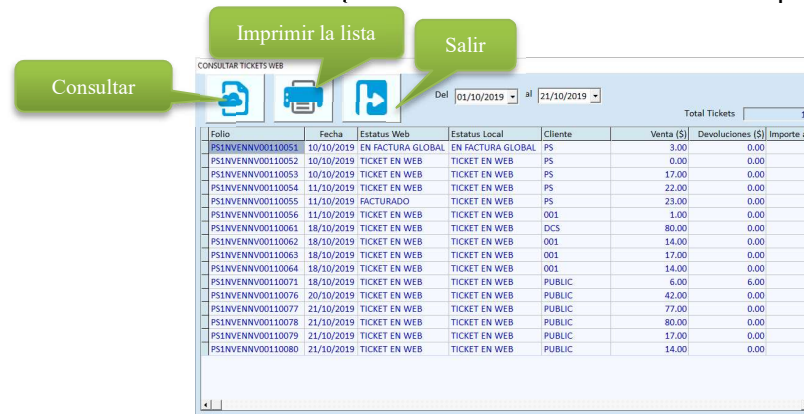 Imprimir la lista
Salir
Consultar
CONSULTAR TICKETS WEB
Del 01/10/2019 al 21/10/2019
Total Tickets 1
Folio Fecha Estatus Web Estatus Local Cliente Venta ($) Devoluciones ($) Importe
PS1NVENNV00110051 10/10/2019 EN FACTURA GLOBAL EN FACTURA GLOBAL PS 3.00 0.00
PS1NVENNV00110052 10/10/2019 TICKET EN WEB TICKET EN WEB PS 0.00 0.00
PS1NVENNV00110053 10/10/2019 TICKET EN WEB TICKET EN WEB PS 17.00 0.00
PS1NVENNV00110054 11/10/2019 TICKET EN WEB TICKET EN WEB PS 22.00 0.00
PS1NVENNV00110055 11/10/2019 FACTURADO TICKET EN WEB PS 23.00 0.00
PS1NVENNV00110056 11/10/2019 TICKET EN WEB TICKET EN WEB 001 1.00 0.00
PS1NVENNV00110061 18/10/2019 TICKET EN WEB TICKET EN WEB DCS 80.00 0.00
PS1NVENNV00110062 18/10/2019 TICKET EN WEB TICKET EN WEB 001 14.00 0.00
PS1NVENNV00110063 18/10/2019 TICKET EN WEB TICKET EN WEB 001 17.00 0.00
PS1NVENNV00110064 18/10/2019 TICKET EN WEB TICKET EN WEB 001 14.00 0.00
PS1NVENNV00110071 18/10/2019 TICKET EN WEB TICKET EN WEB PUBLIC 6.00 6.00
PS1NVENNV00110076 20/10/2019 TICKET EN WEB TICKET EN WEB PUBLIC 42.00 0.00
PS1NVENNV00110077 21/10/2019 TICKET EN WEB TICKET EN WEB PUBLIC 77.00 0.00
PS1NVENNV00110078 21/10/2019 TICKET EN WEB TICKET EN WEB PUBLIC 80.00 0.00
PS1NVENNV00110079 21/10/2019 TICKET EN WEB TICKET EN WEB PUBLIC 17.00 0.00
PS1NVENNV00110080 21/10/2019 TICKET EN WEB TICKET EN WEB PUBLIC 14.00 0.00